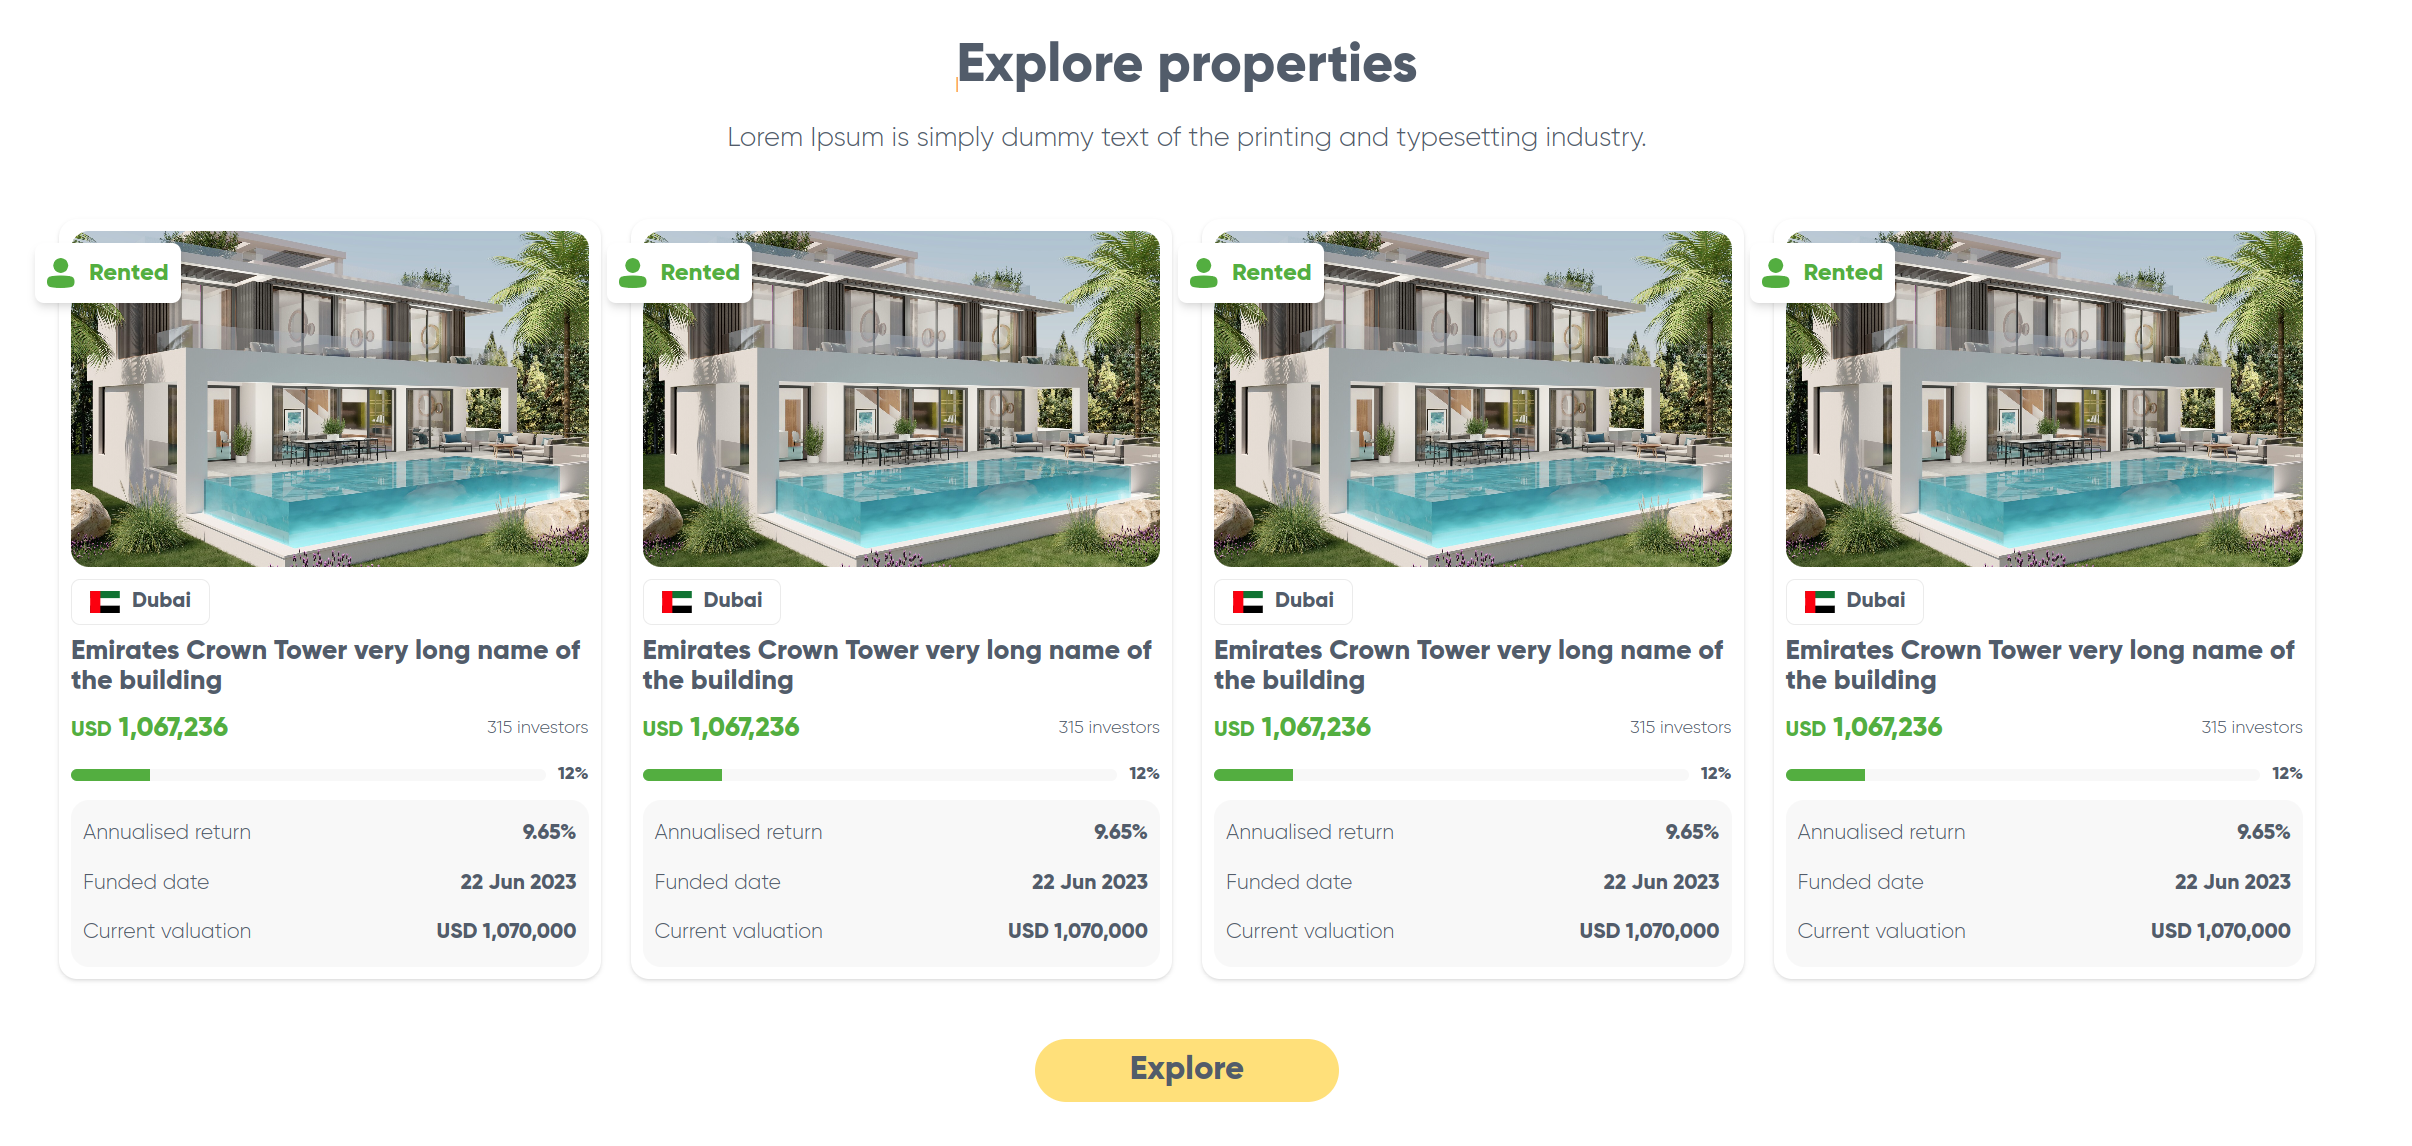 Explore properties
Lorem Ipsum is simply dummy text of the printing and typesetting industry.
Rented
Dubai
Emirates Crown Tower very long name of
the building
USD 1,067,236
315 investors
12%
Annualised return 9.65%
Funded date 22 Jun 2023
Current valuation USD 1,070,000
Rented
Dubai
Emirates Crown Tower very long name of
the building
USD 1,067,236
315 investors
12%
Annualised return 9.65%
Funded date 22 Jun 2023
Current valuation USD 1,070,000
Rented
Dubai
Emirates Crown Tower very long name of
the building
USD 1,067,236
315 investors
12%
Annualised return 9.65%
Funded date 22 Jun 2023
Current valuation USD 1,070,000
Rented
Dubai
Emirates Crown Tower very long name of
the building
USD 1,067,236
315 investors
12%
Annualised return 9.65%
Funded date 22 Jun 2023
Current valuation USD 1,070,000
Explore